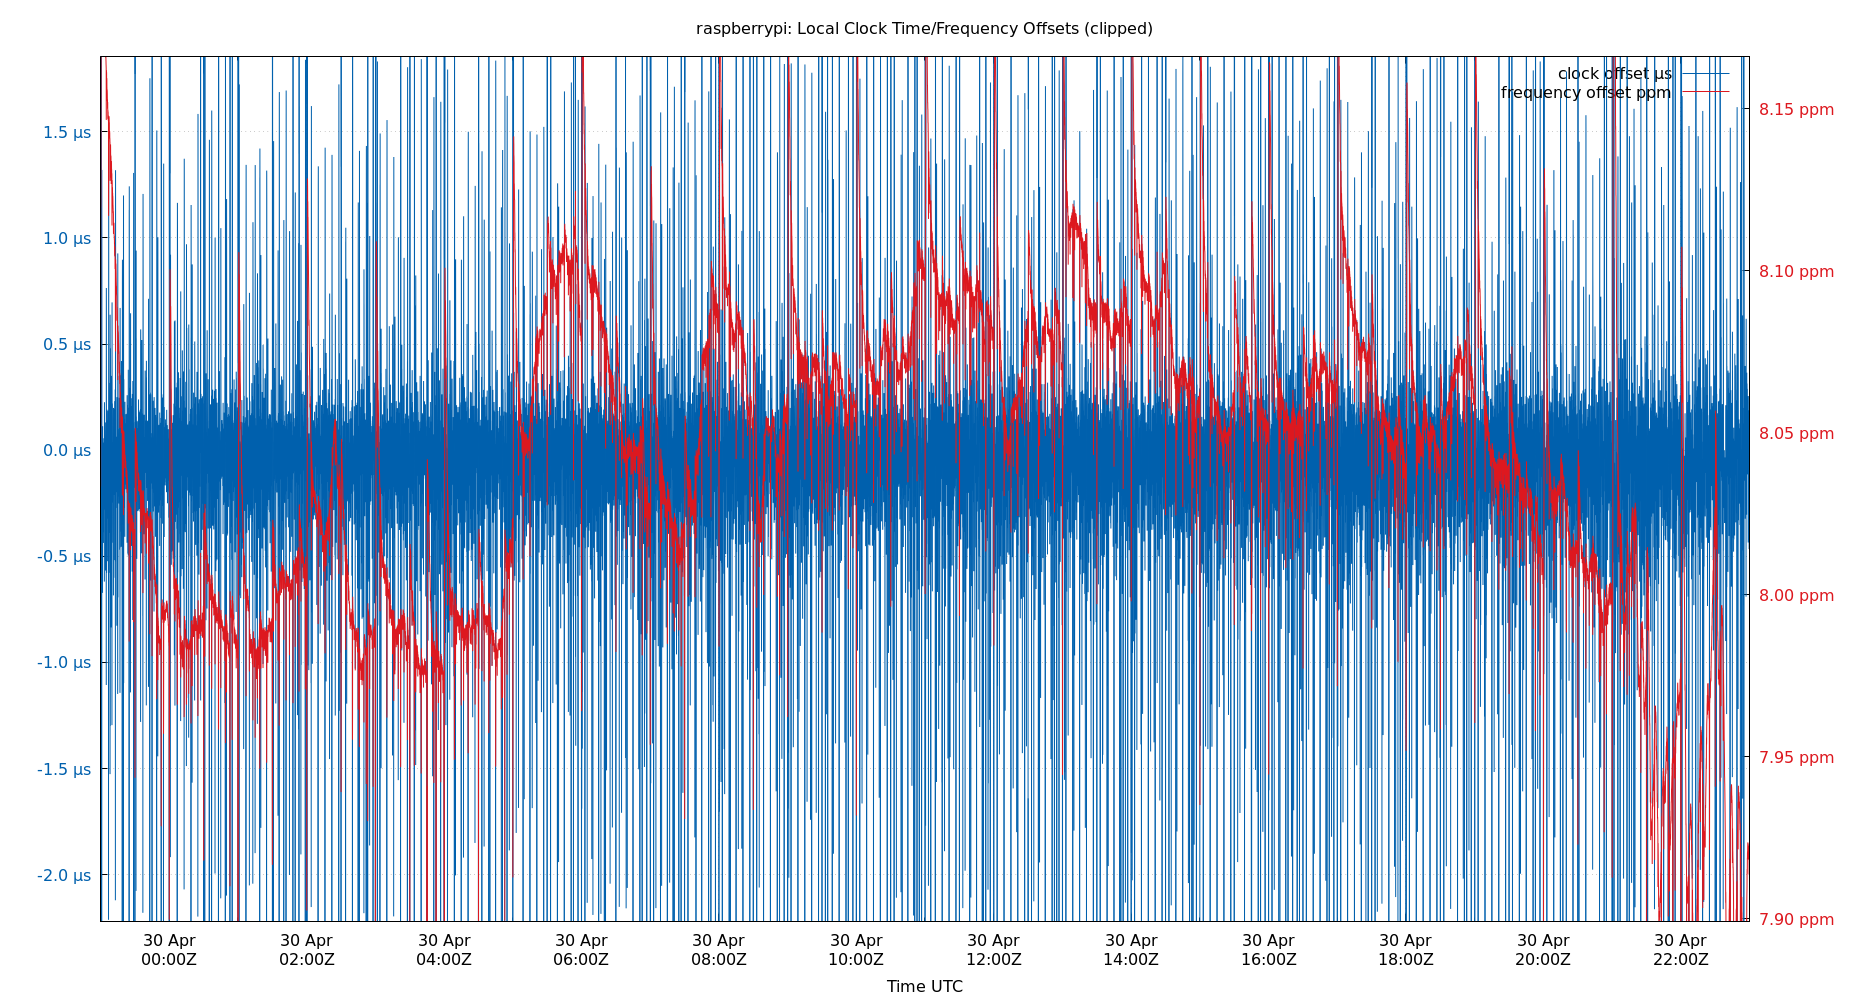 raspberrypi: Local Clock Time/Frequency Offsets (clipped)
clock offset µs
frequency offset ppm
1.5 µs
1.0 µs
0.5 µs
0.0 µs
-0.5 µs
-1.0 µs
-1.5 µs
-2.0 µs
8.15 ppm
8.10 ppm
8.05 ppm
8.00 ppm
7.95 ppm
7.90 ppm
30 Apr 30 Apr 30 Apr 30 Apr 30 Apr 30 Apr 30 Apr 30 Apr 30 Apr 30 Apr 30 Apr 30 Apr
00:00Z 02:00Z 04:00Z 06:00Z 08:00Z 10:00Z 12:00Z 14:00Z 16:00Z 18:00Z 20:00Z 22:00Z
Time UTC